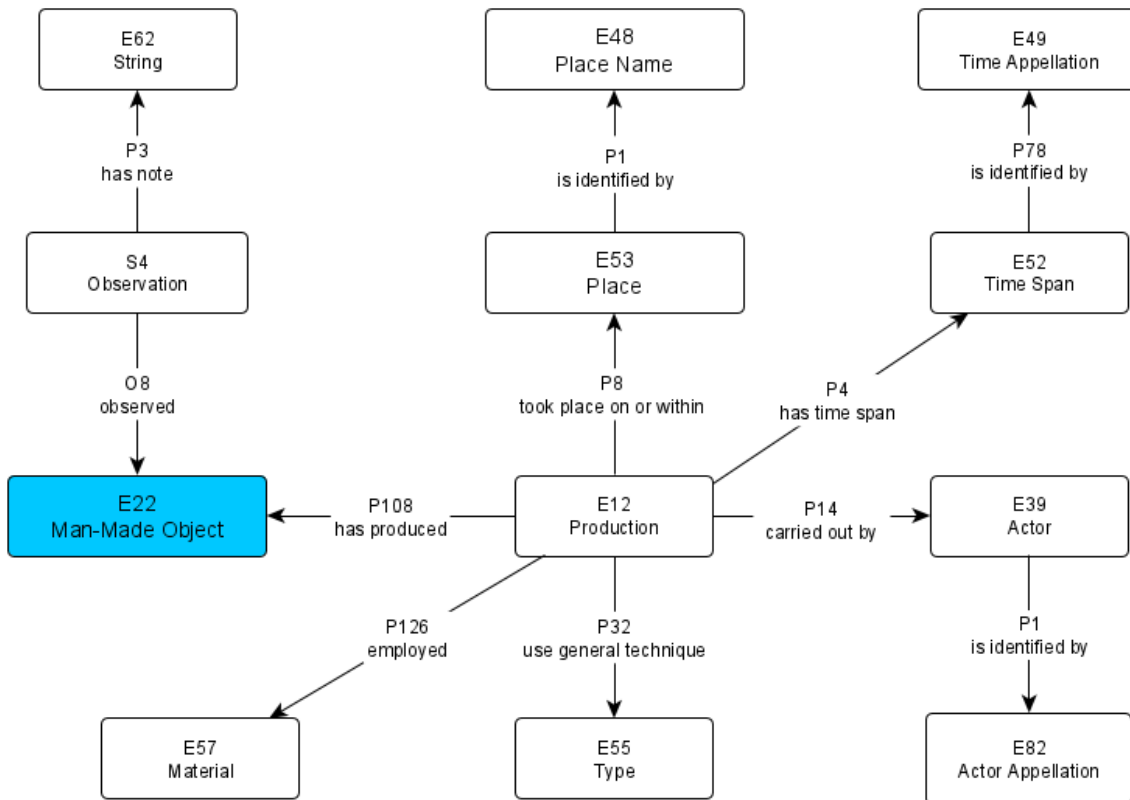 E62
String
E48
Place Name
E49
Time Appellation
P3
has note
P1
is identified by
P78
is identified by
S4
Observation
E53
Place
E52
Time Span
O8
observed
P8
took place on or within
P4
has time span
E22
Man-Made Object
P108
has produced
E12
Production
P14
carried out by
E39
Actor
P126
employed
P32
use general technique
P1
is identified by
E57
Material
E55
Type
E82
Actor Appellation